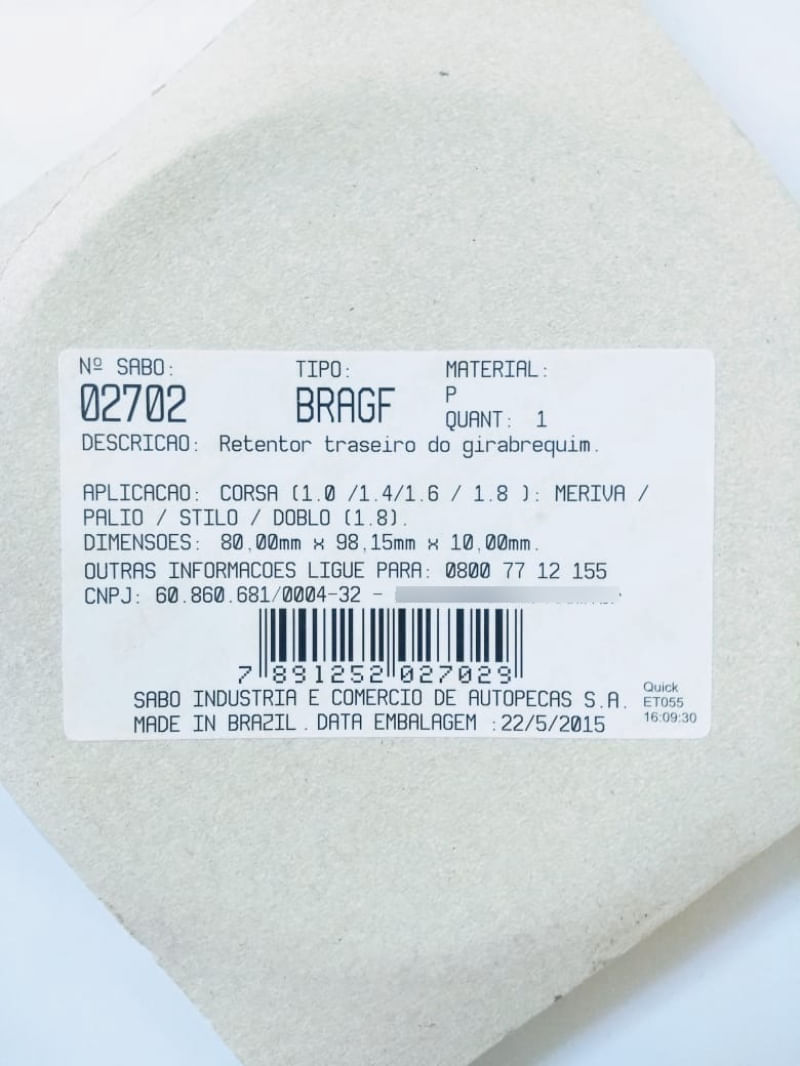 Nº SABO: TIPO: MATERIAL:
02702 BRAGF P
QUANT: 1
DESCRICAO: Retentor traseiro do girabrequim.
APLICACAO: CORSA (1.0 /1.4/1.6 / 1.8 ): MERIVA /
PALIO / STILO / DOBLO (1.8).
DIMENSOES: 80,00mm x 98,15mm x 10,00mm.
OUTRAS INFORMACOES LIGUE PARA: 0800 77 12 155
CNPJ: 60.860.681/0004-32 -
7 891252 027029
SABO INDUSTRIA E COMERCIO DE AUTOPECAS S.A.
MADE IN BRAZIL . DATA EMBALAGEM :22/5/2015
Quick
ET055
16:09:30